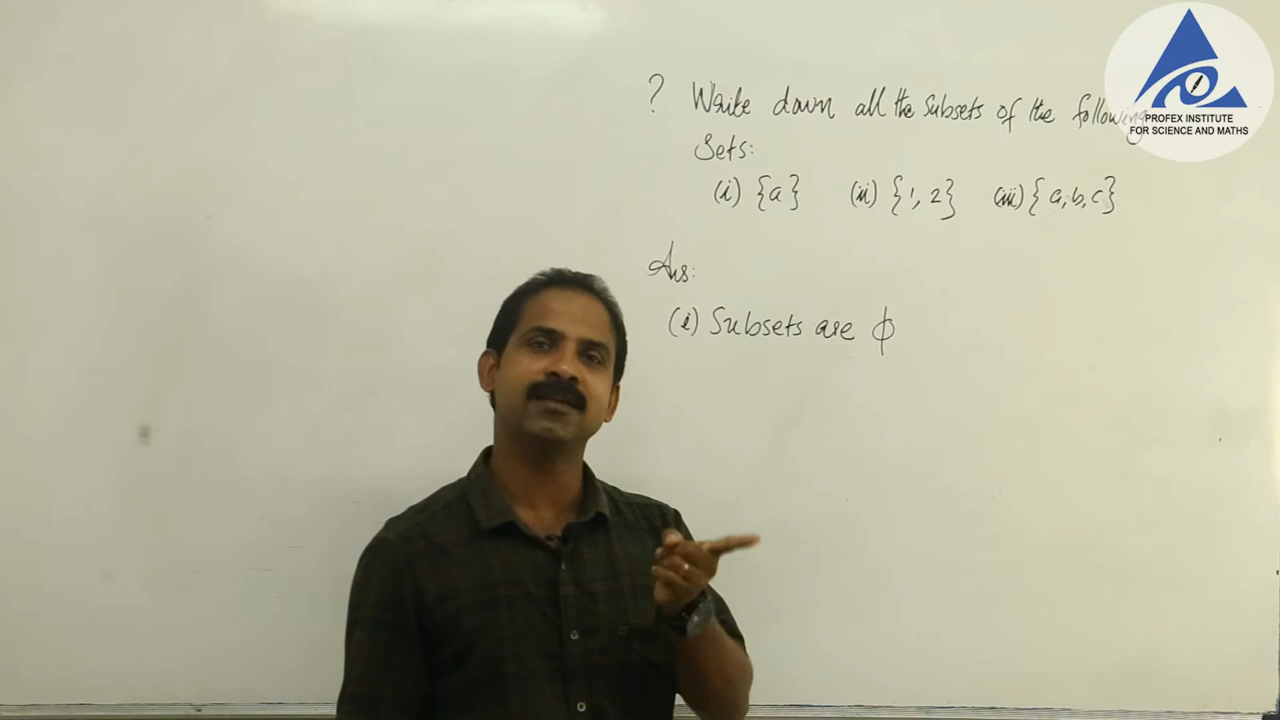 ? Write down all the subsets of the following
Sets:
(i) {a} (ii) {1, 2} (iii) {a, b, c}
Ans:
(i) Subsets are ϕ
PROFEX INSTITUTE
FOR SCIENCE AND MATHS